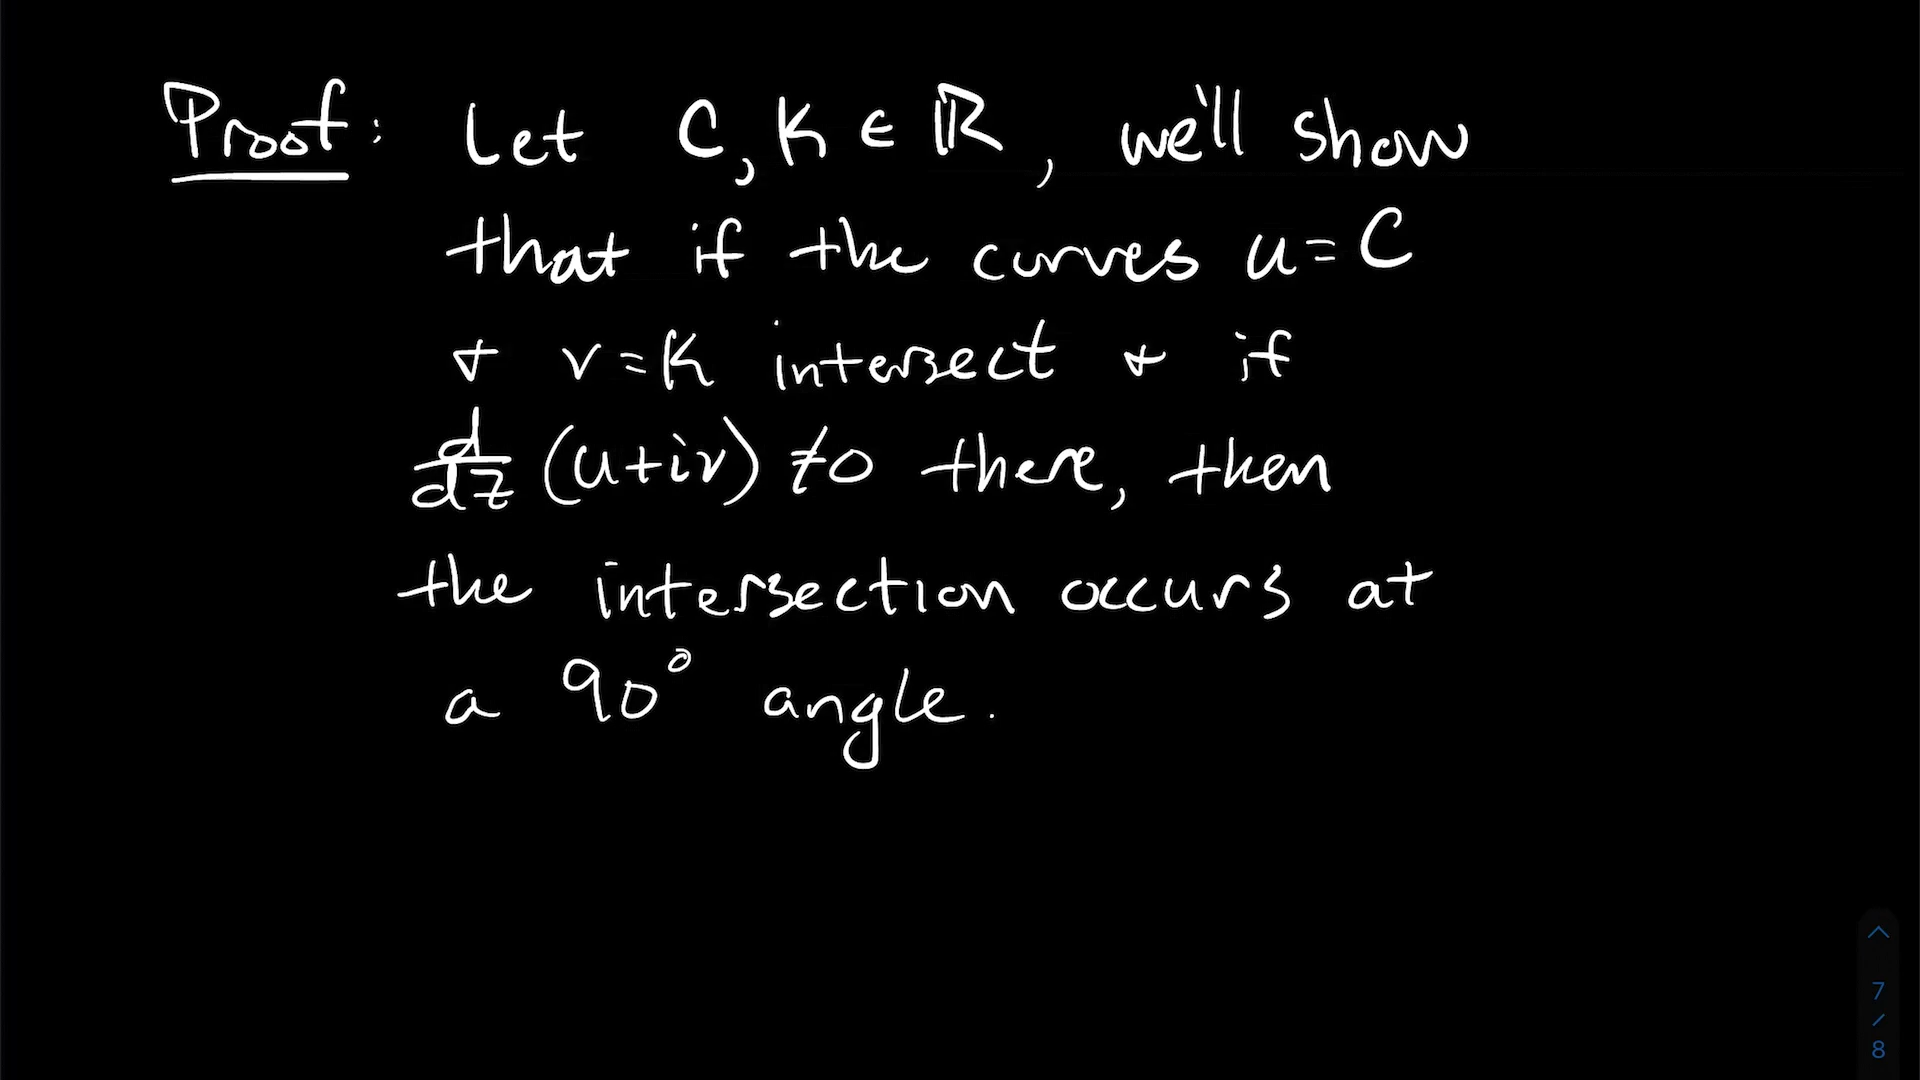 Proof: Let C, K ∈ ℝ, we'll show
that if the curves u = C
& v = K intersect & if
d/dz (u+iv) ≠ 0 there, then
the intersection occurs at
a 90° angle.
7
/
8